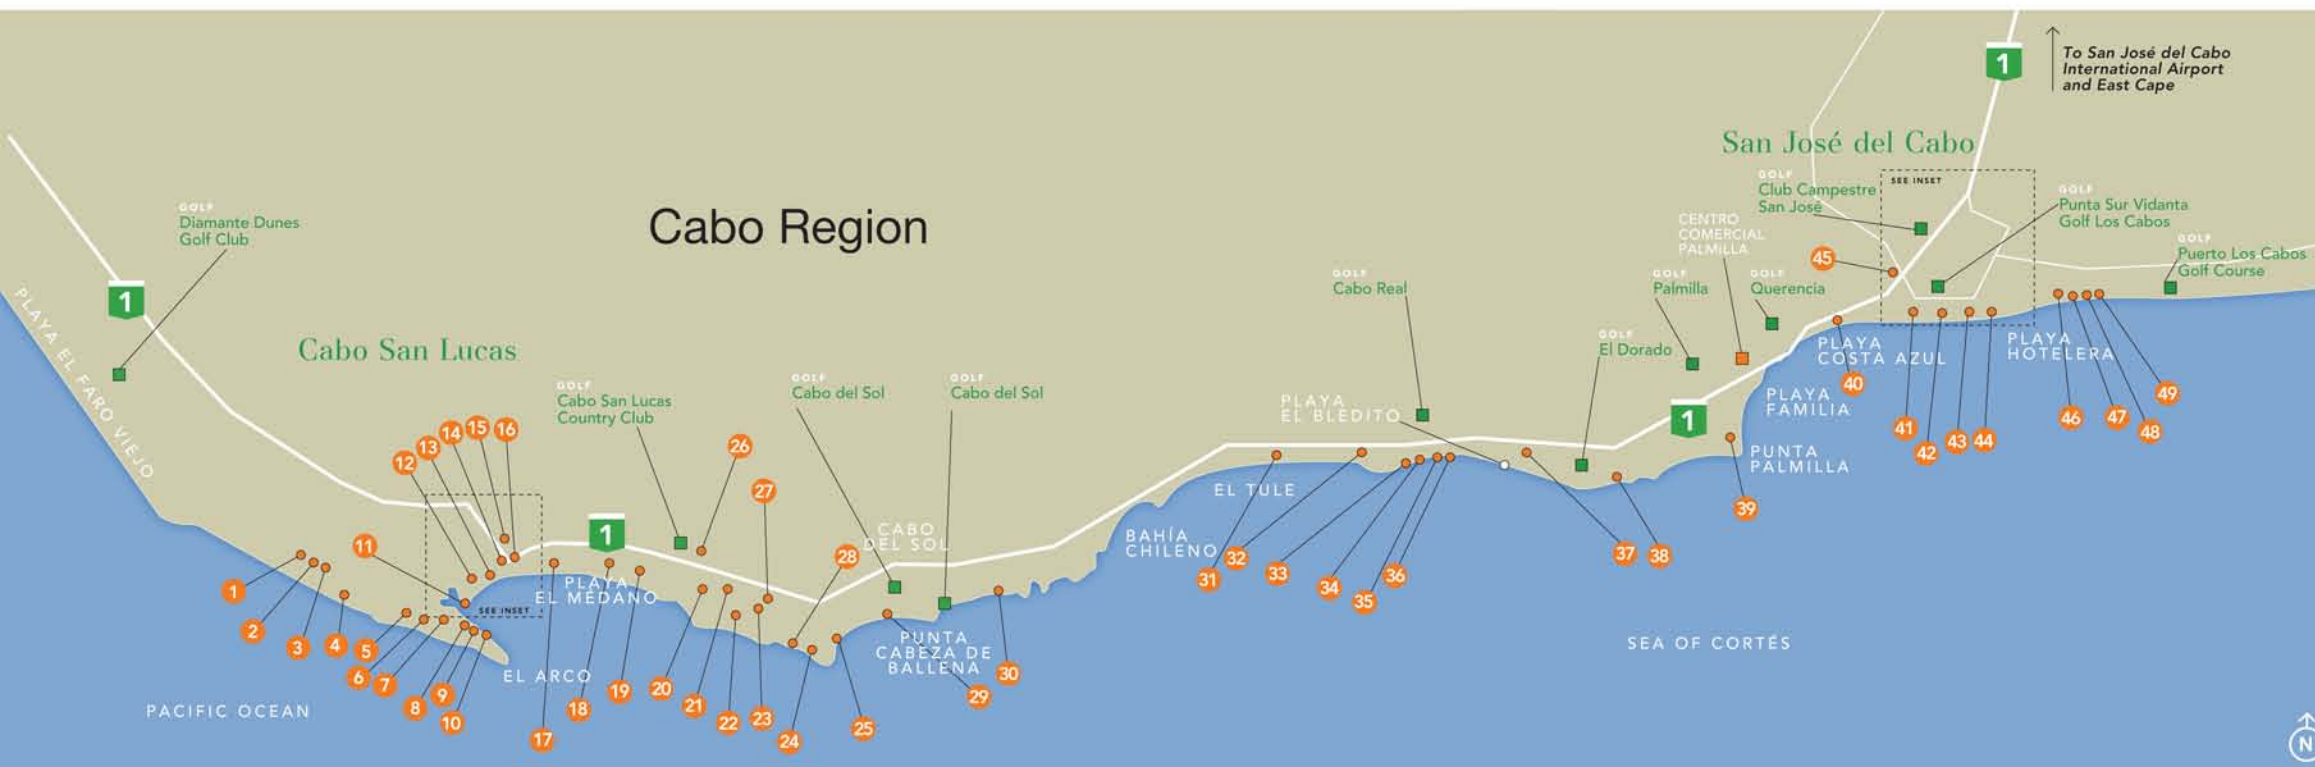 Cabo Region
1
To San José del Cabo
International Airport
and East Cape
San José del Cabo
GOLF
Club Campestre
San José
SEE INSET
GOLF
Punta Sur Vidanta
Golf Los Cabos
GOLF
Puerto Los Cabos
Golf Course
CENTRO
COMERCIAL
PALMILLA
GOLF
Palmilla
GOLF
Querencia
GOLF
Cabo Real
GOLF
El Dorado
GOLF
Diamante Dunes
Golf Club
1
PLAYA EL FARO VIEJO
Cabo San Lucas
GOLF
Cabo San Lucas
Country Club
GOLF
Cabo del Sol
GOLF
Cabo del Sol
PLAYA
EL BLEDITO
1
1
PLAYA
COSTA AZUL
PLAYA
HOTELERA
PLAYA
FAMILIA
PUNTA
PALMILLA
EL TULE
BAHÍA
CHILENO
CABO
DEL SOL
PUNTA
CABEZA DE
BALLENA
PLAYA
EL MÉDANO
SEE INSET
EL ARCO
PACIFIC OCEAN
SEA OF CORTÉS
1
2
3
4
5
6
7
8
9
10
11
12
13
14
15
16
17
18
19
20
21
22
23
24
25
26
27
28
29
30
31
32
33
34
35
36
37
38
39
40
41
42
43
44
45
46
47
48
49
N